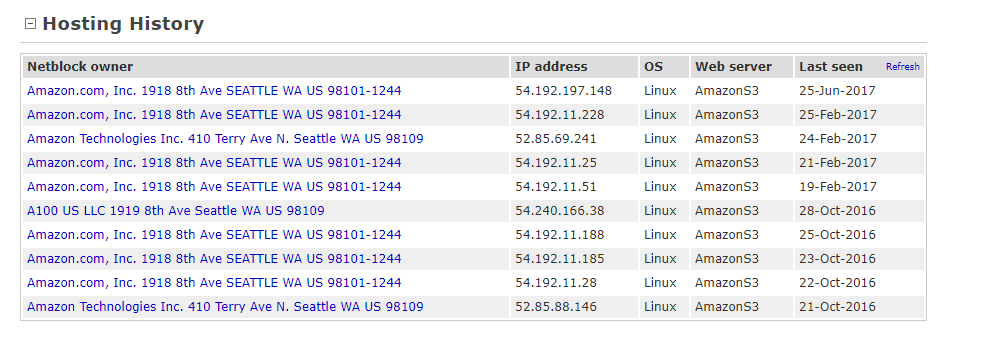 Hosting History
Netblock owner IP address OS Web server Last seen Refresh
Amazon.com, Inc. 1918 8th Ave SEATTLE WA US 98101-1244 54.192.197.148 Linux AmazonS3 25-Jun-2017
Amazon.com, Inc. 1918 8th Ave SEATTLE WA US 98101-1244 54.192.11.228 Linux AmazonS3 25-Feb-2017
Amazon Technologies Inc. 410 Terry Ave N. Seattle WA US 98109 52.85.69.241 Linux AmazonS3 24-Feb-2017
Amazon.com, Inc. 1918 8th Ave SEATTLE WA US 98101-1244 54.192.11.25 Linux AmazonS3 21-Feb-2017
Amazon.com, Inc. 1918 8th Ave SEATTLE WA US 98101-1244 54.192.11.51 Linux AmazonS3 19-Feb-2017
A100 US LLC 1919 8th Ave Seattle WA US 98109 54.240.166.38 Linux AmazonS3 28-Oct-2016
Amazon.com, Inc. 1918 8th Ave SEATTLE WA US 98101-1244 54.192.11.188 Linux AmazonS3 25-Oct-2016
Amazon.com, Inc. 1918 8th Ave SEATTLE WA US 98101-1244 54.192.11.185 Linux AmazonS3 23-Oct-2016
Amazon.com, Inc. 1918 8th Ave SEATTLE WA US 98101-1244 54.192.11.28 Linux AmazonS3 22-Oct-2016
Amazon Technologies Inc. 410 Terry Ave N. Seattle WA US 98109 52.85.88.146 Linux AmazonS3 21-Oct-2016